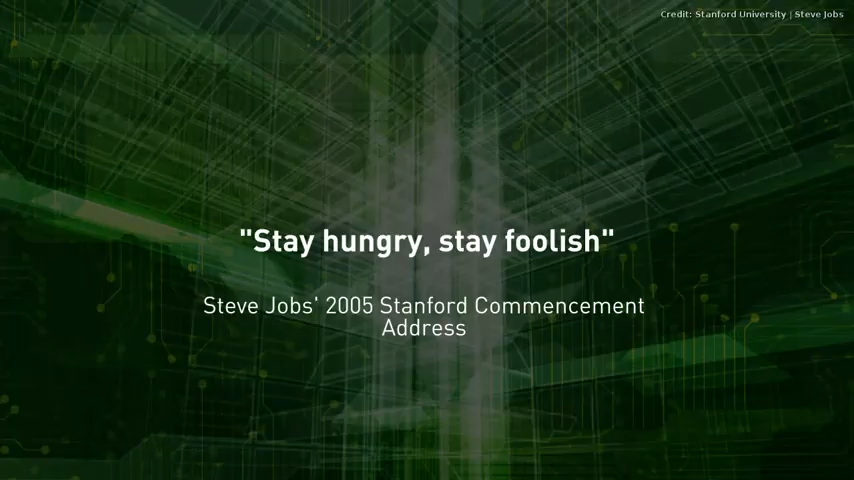 Credit: Stanford University | Steve Jobs
"Stay hungry, stay foolish"
Steve Jobs' 2005 Stanford Commencement
Address